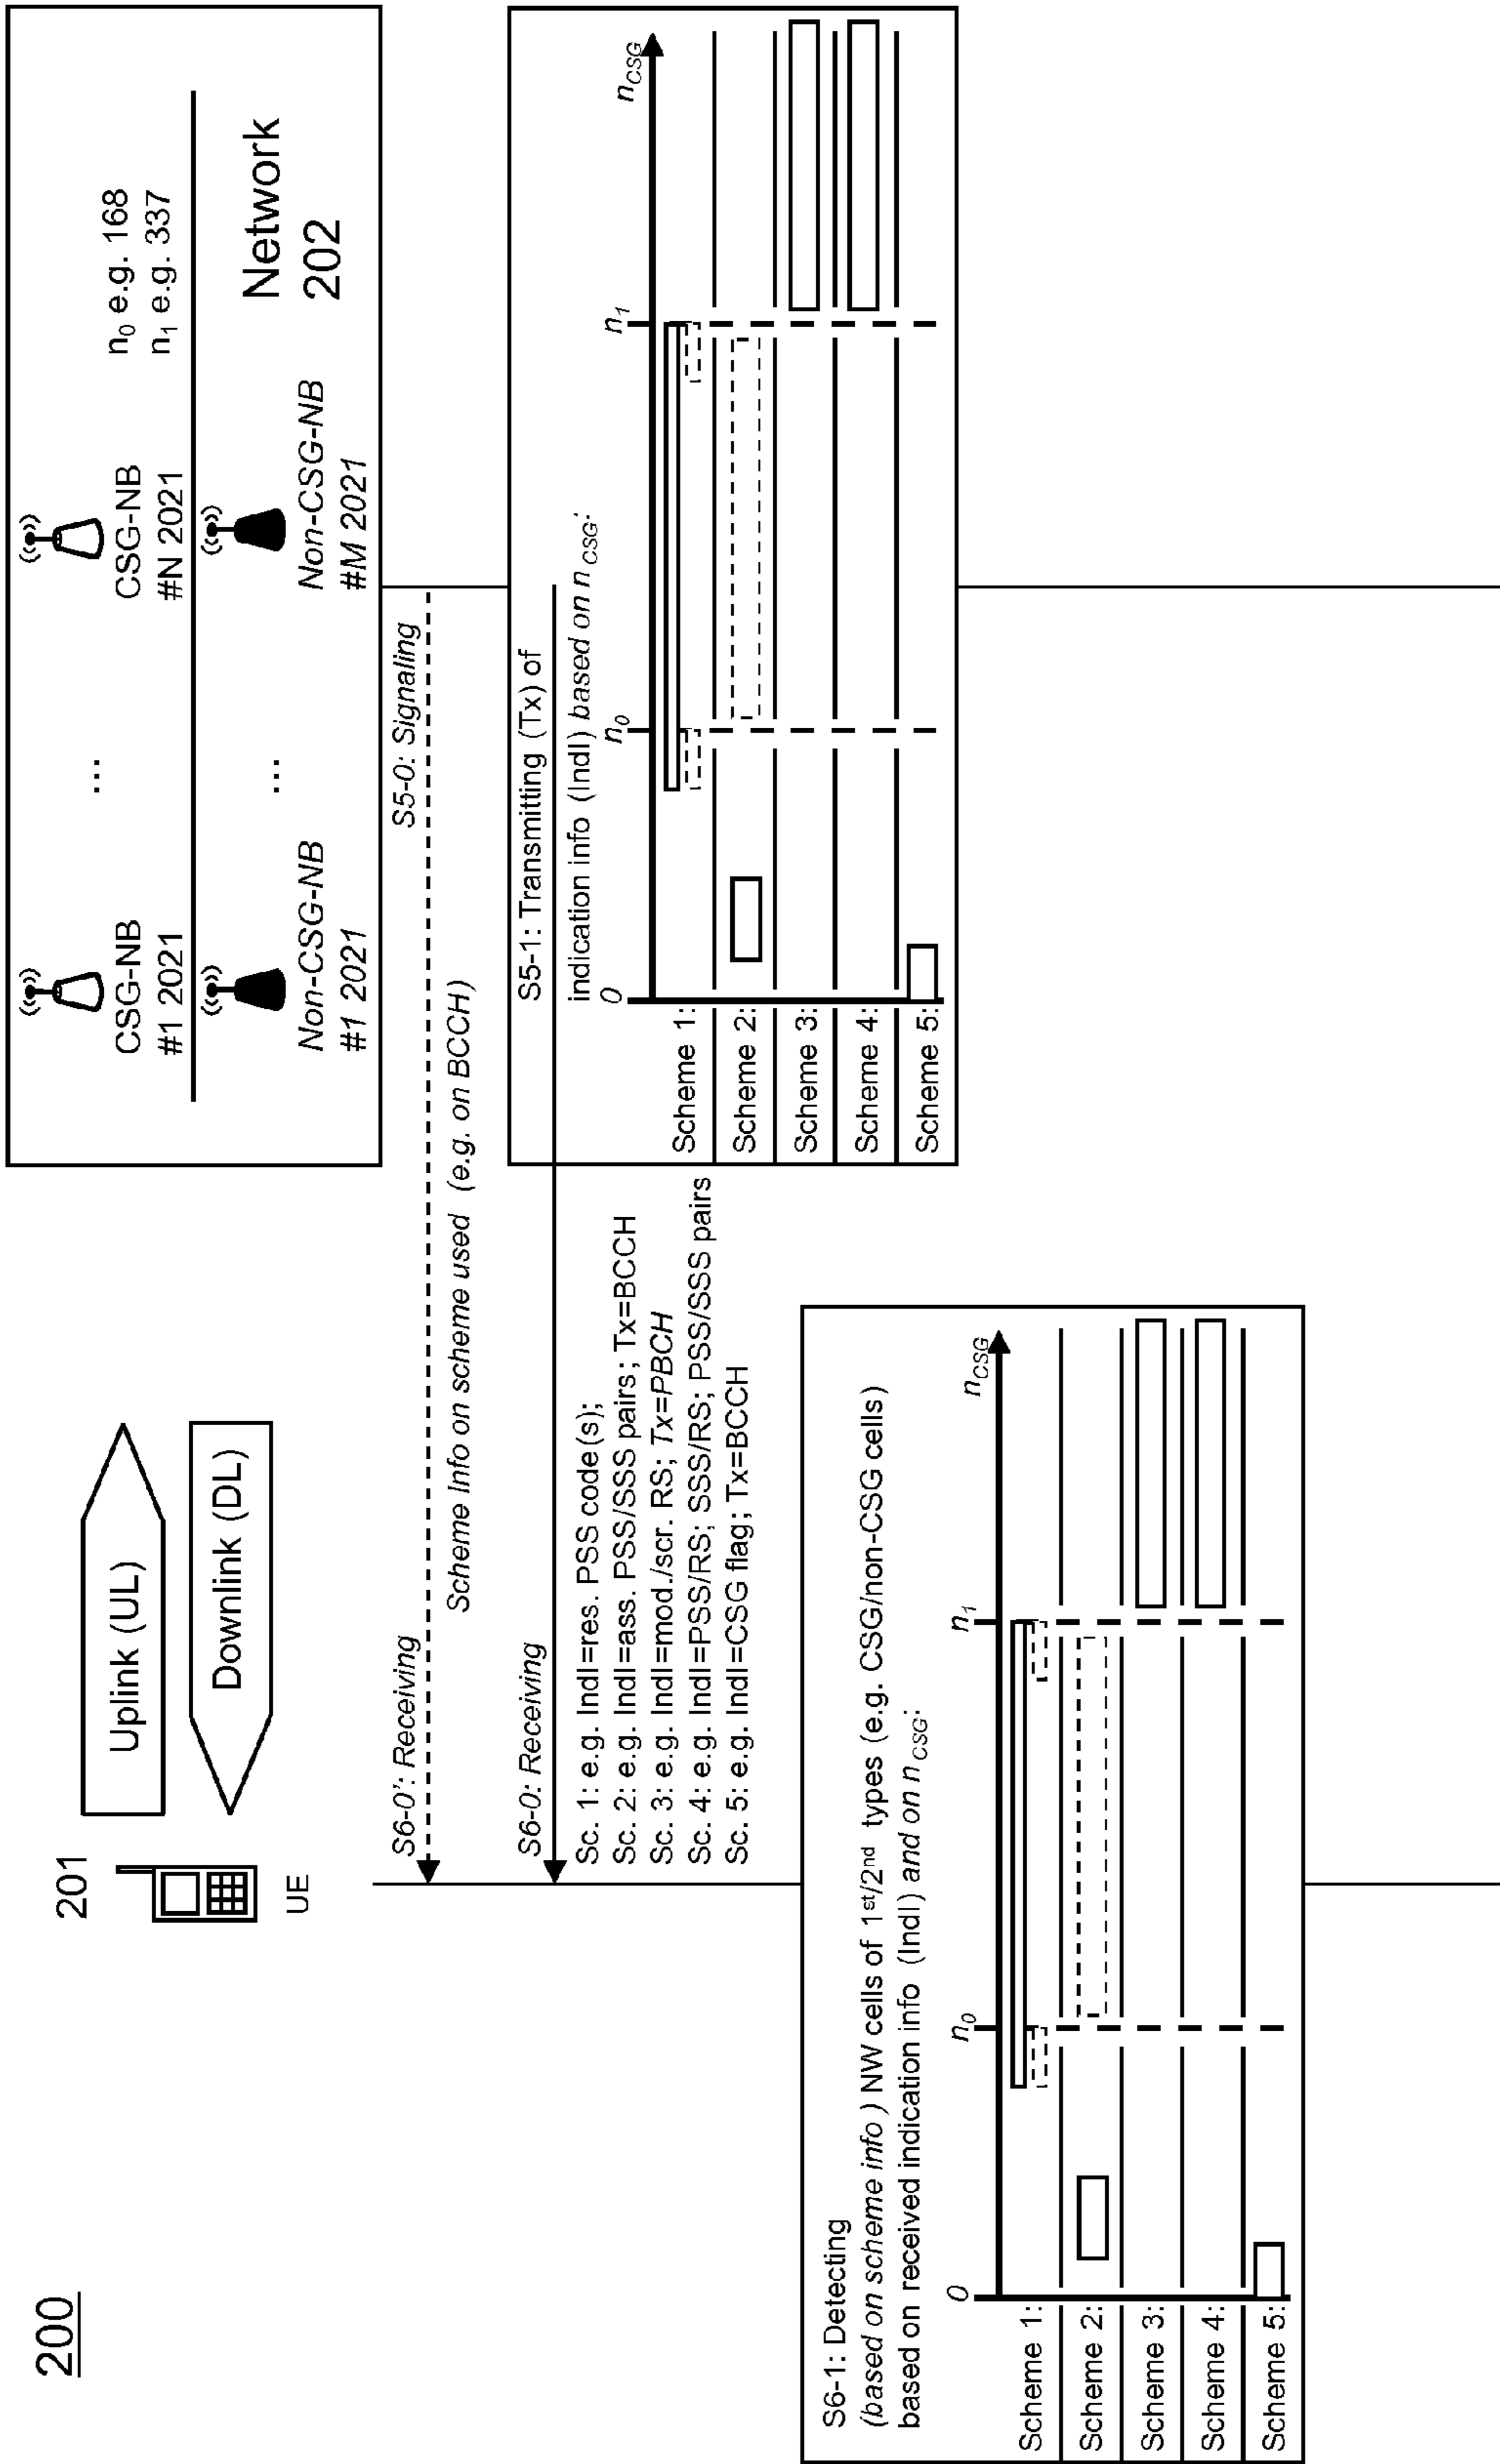 200
201
UE
Uplink (UL)
Downlink (DL)
CSG-NB
#1 2021
...
CSG-NB
#N 2021
n0 e.g. 168
n1 e.g. 337
Non-CSG-NB
#1 2021
...
Non-CSG-NB
#M 2021
Network
202
S6-0': Receiving
S5-0: Signaling
Scheme Info on scheme used (e.g. on BCCH)
S6-0: Receiving
S5-1: Transmitting (Tx) of
indication info (IndI) based on nCSG:
0
n0
n1
nCSG
Scheme 1:
Scheme 2:
Scheme 3:
Scheme 4:
Scheme 5:
Sc. 1: e.g. IndI=res. PSS code(s);
Sc. 2: e.g. IndI=ass. PSS/SSS pairs; Tx=BCCH
Sc. 3: e.g. IndI=mod./scr. RS; Tx=PBCH
Sc. 4: e.g. IndI=PSS/RS; SSS/RS; PSS/SSS pairs
Sc. 5: e.g. IndI=CSG flag; Tx=BCCH
S6-1: Detecting
(based on scheme info) NW cells of 1st/2nd types (e.g. CSG/non-CSG cells)
based on received indication info (IndI) and on nCSG:
0
n0
n1
nCSG
Scheme 1:
Scheme 2:
Scheme 3:
Scheme 4:
Scheme 5: